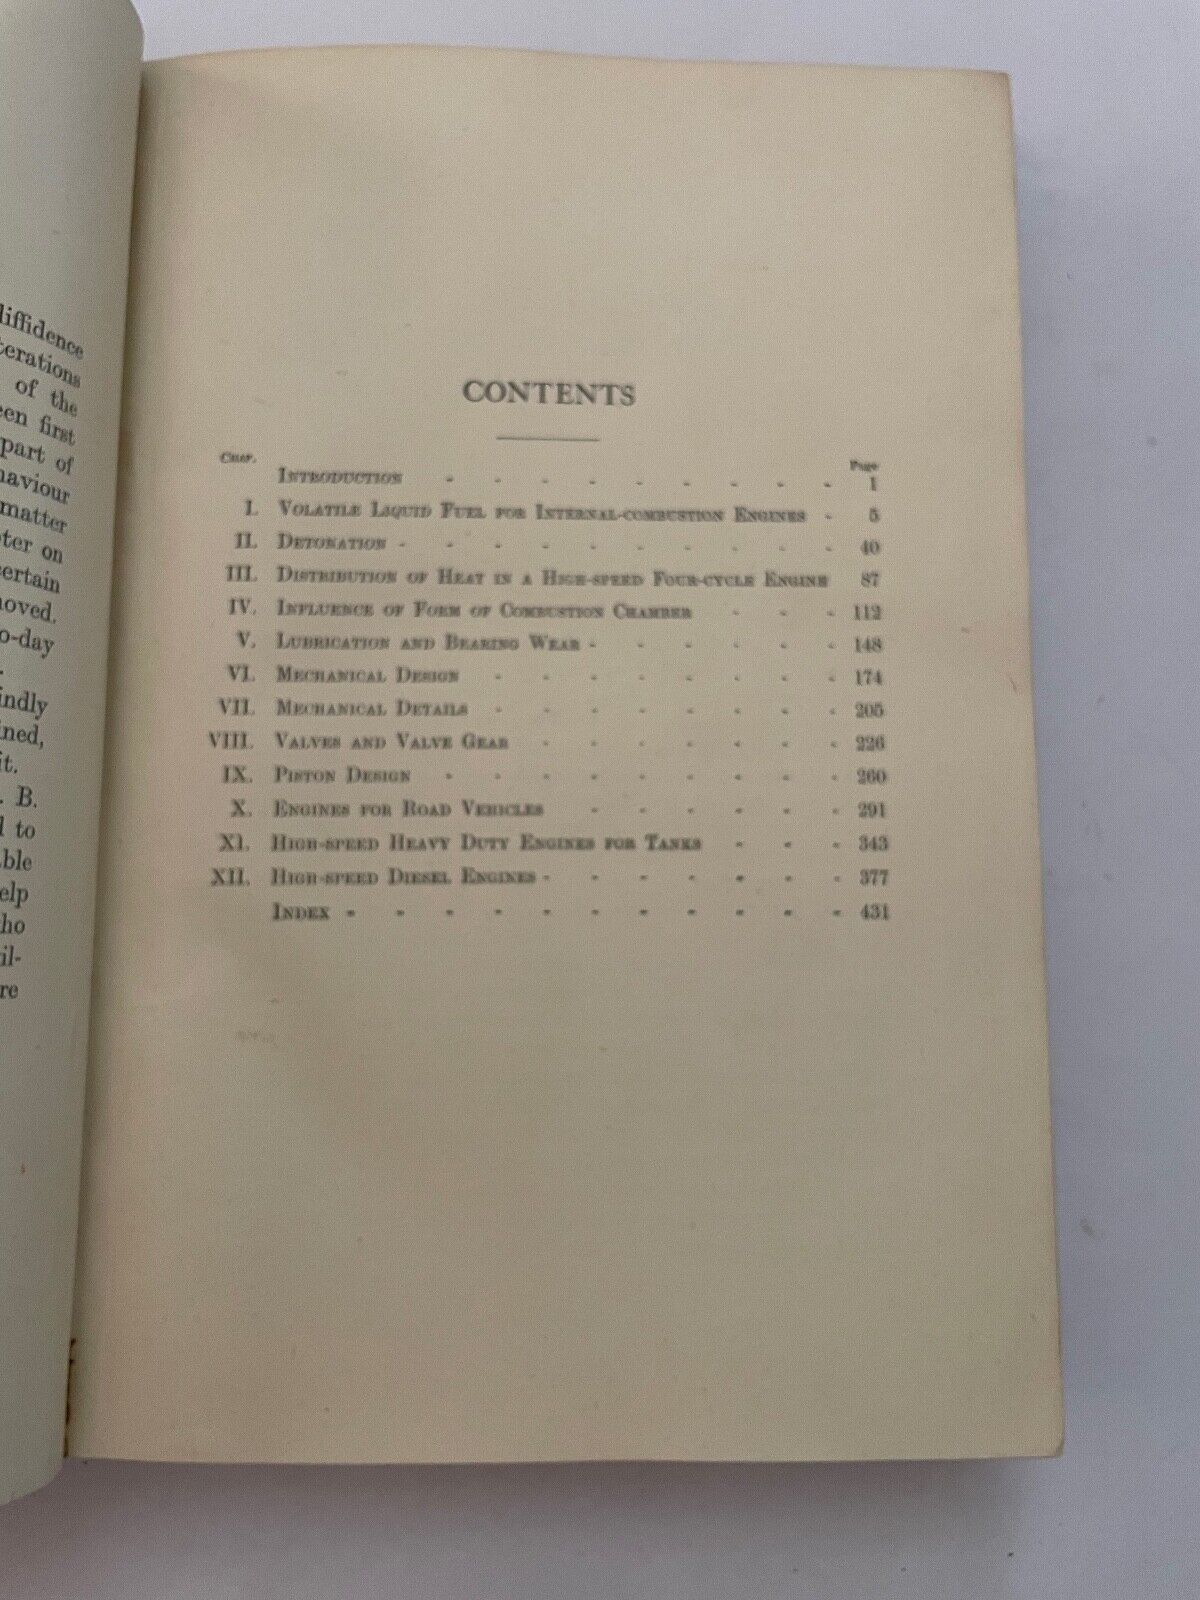 diffidence
terations
of the
een first
part of
haviour
matter
ter on
certain
noved.
o-day
indly
ined,
it.
. B.
l to
ble
elp
ho
il-
re
CONTENTS
Chap. Page
Introduction - - - - - - - - - 1
I. Volatile Liquid Fuel for Internal-combustion Engines - 5
II. Detonation - - - - - - - - - - 40
III. Distribution of Heat in a High-speed Four-cycle Engine 87
IV. Influence of Form of Combustion Chamber - - - 112
V. Lubrication and Bearing Wear - - - - - - 148
VI. Mechanical Design - - - - - - - - 174
VII. Mechanical Details - - - - - - - - 205
VIII. Valves and Valve Gear - - - - - - - 226
IX. Piston Design - - - - - - - - - 260
X. Engines for Road Vehicles - - - - - - 291
XI. High-speed Heavy Duty Engines for Tanks - - - 343
XII. High-speed Diesel Engines - - - - - - - 377
Index - - - - - - - - - - - 431